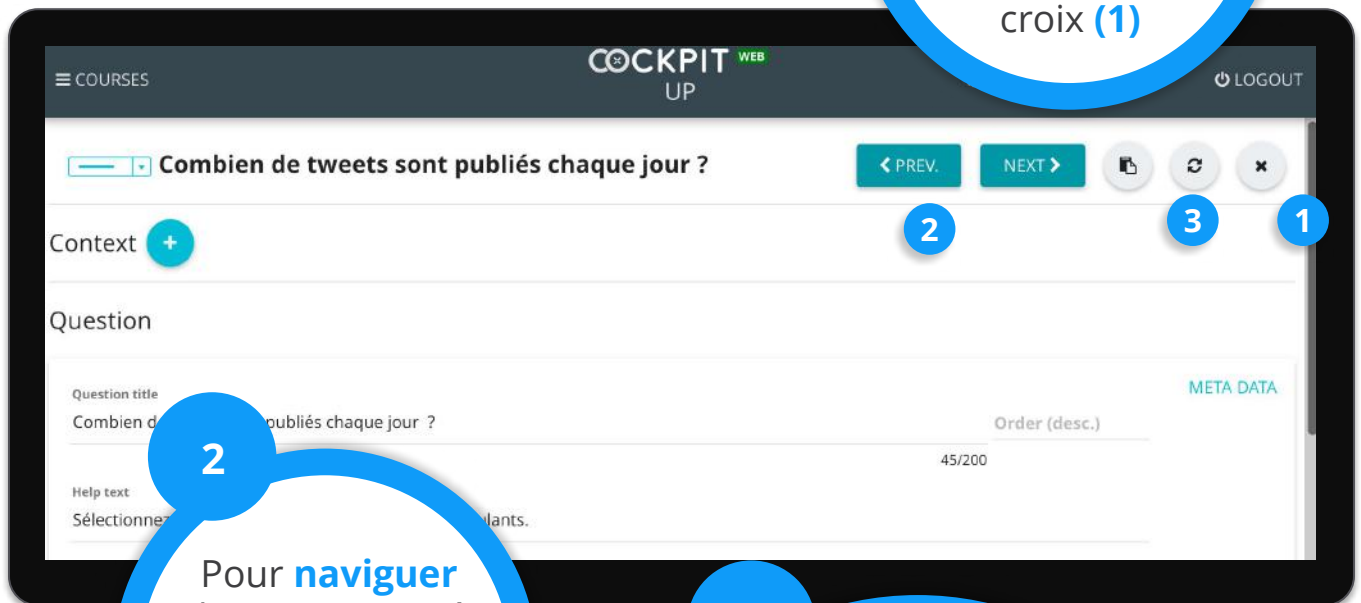 croix (1)
COCKPIT WEB
UP
COURSES
LOGOUT
Combien de tweets sont publiés chaque jour ?
PREV.
NEXT
2
3
1
Context +
Question
META DATA
Question title
Combien d publiés chaque jour ?
Order (desc.)
45/200
2
Help text
Sélectionnez lants.
Pour naviguer